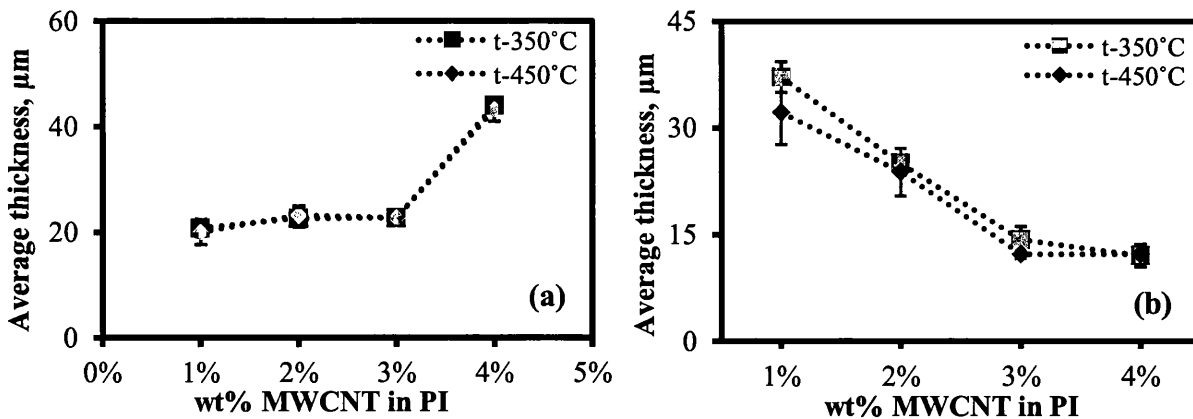 60
40
20
0
Average thickness, µm
t-350˚C
t-450˚C
(a)
0% 1% 2% 3% 4% 5%
wt% MWCNT in PI
45
30
15
0
Average thickness, µm
t-350˚C
t-450˚C
(b)
1% 2% 3% 4%
wt% MWCNT in PI